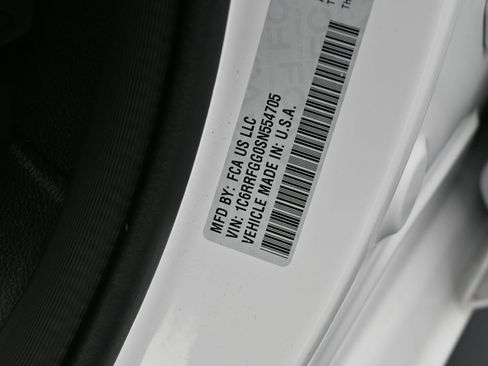 MFD BY: FCA US LLC
VIN: 1C6RRFGG0SN554705
VEHICLE MADE IN: U.S.A.